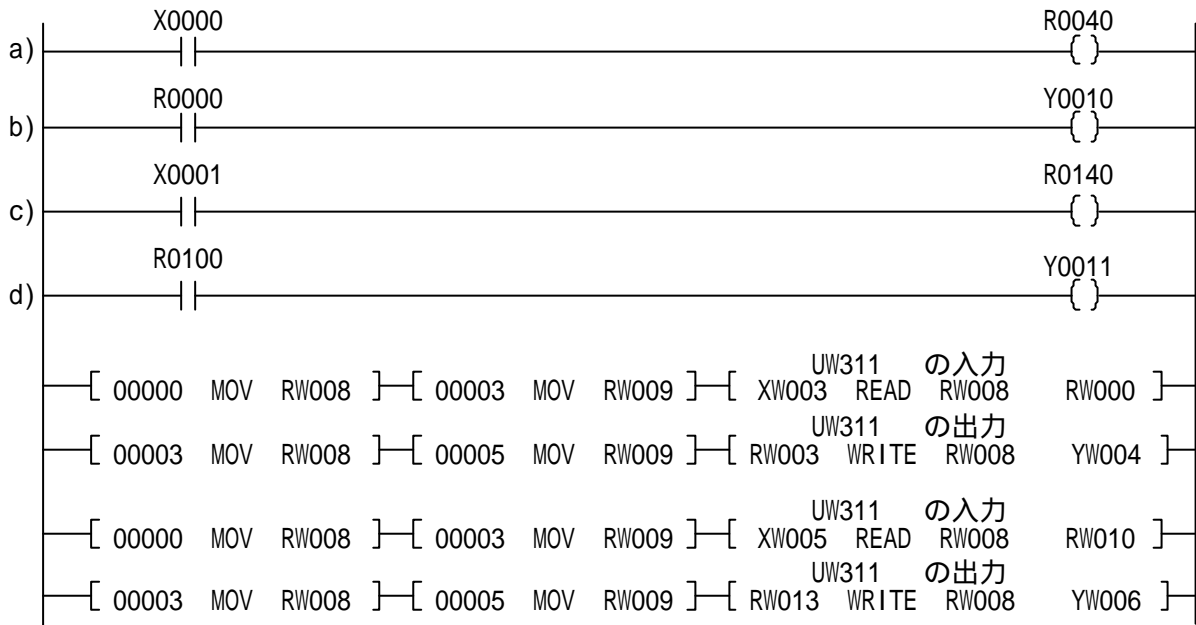 X0000 R0040
a)
R0000 Y0010
b)
X0001 R0140
c)
R0100 Y0011
d)
UW311 の入力
00000 MOV RW008 00003 MOV RW009 XW003 READ RW008 RW000
UW311 の出力
00003 MOV RW008 00005 MOV RW009 RW003 WRITE RW008 YW004
UW311 の入力
00000 MOV RW008 00003 MOV RW009 XW005 READ RW008 RW010
UW311 の出力
00003 MOV RW008 00005 MOV RW009 RW013 WRITE RW008 YW006